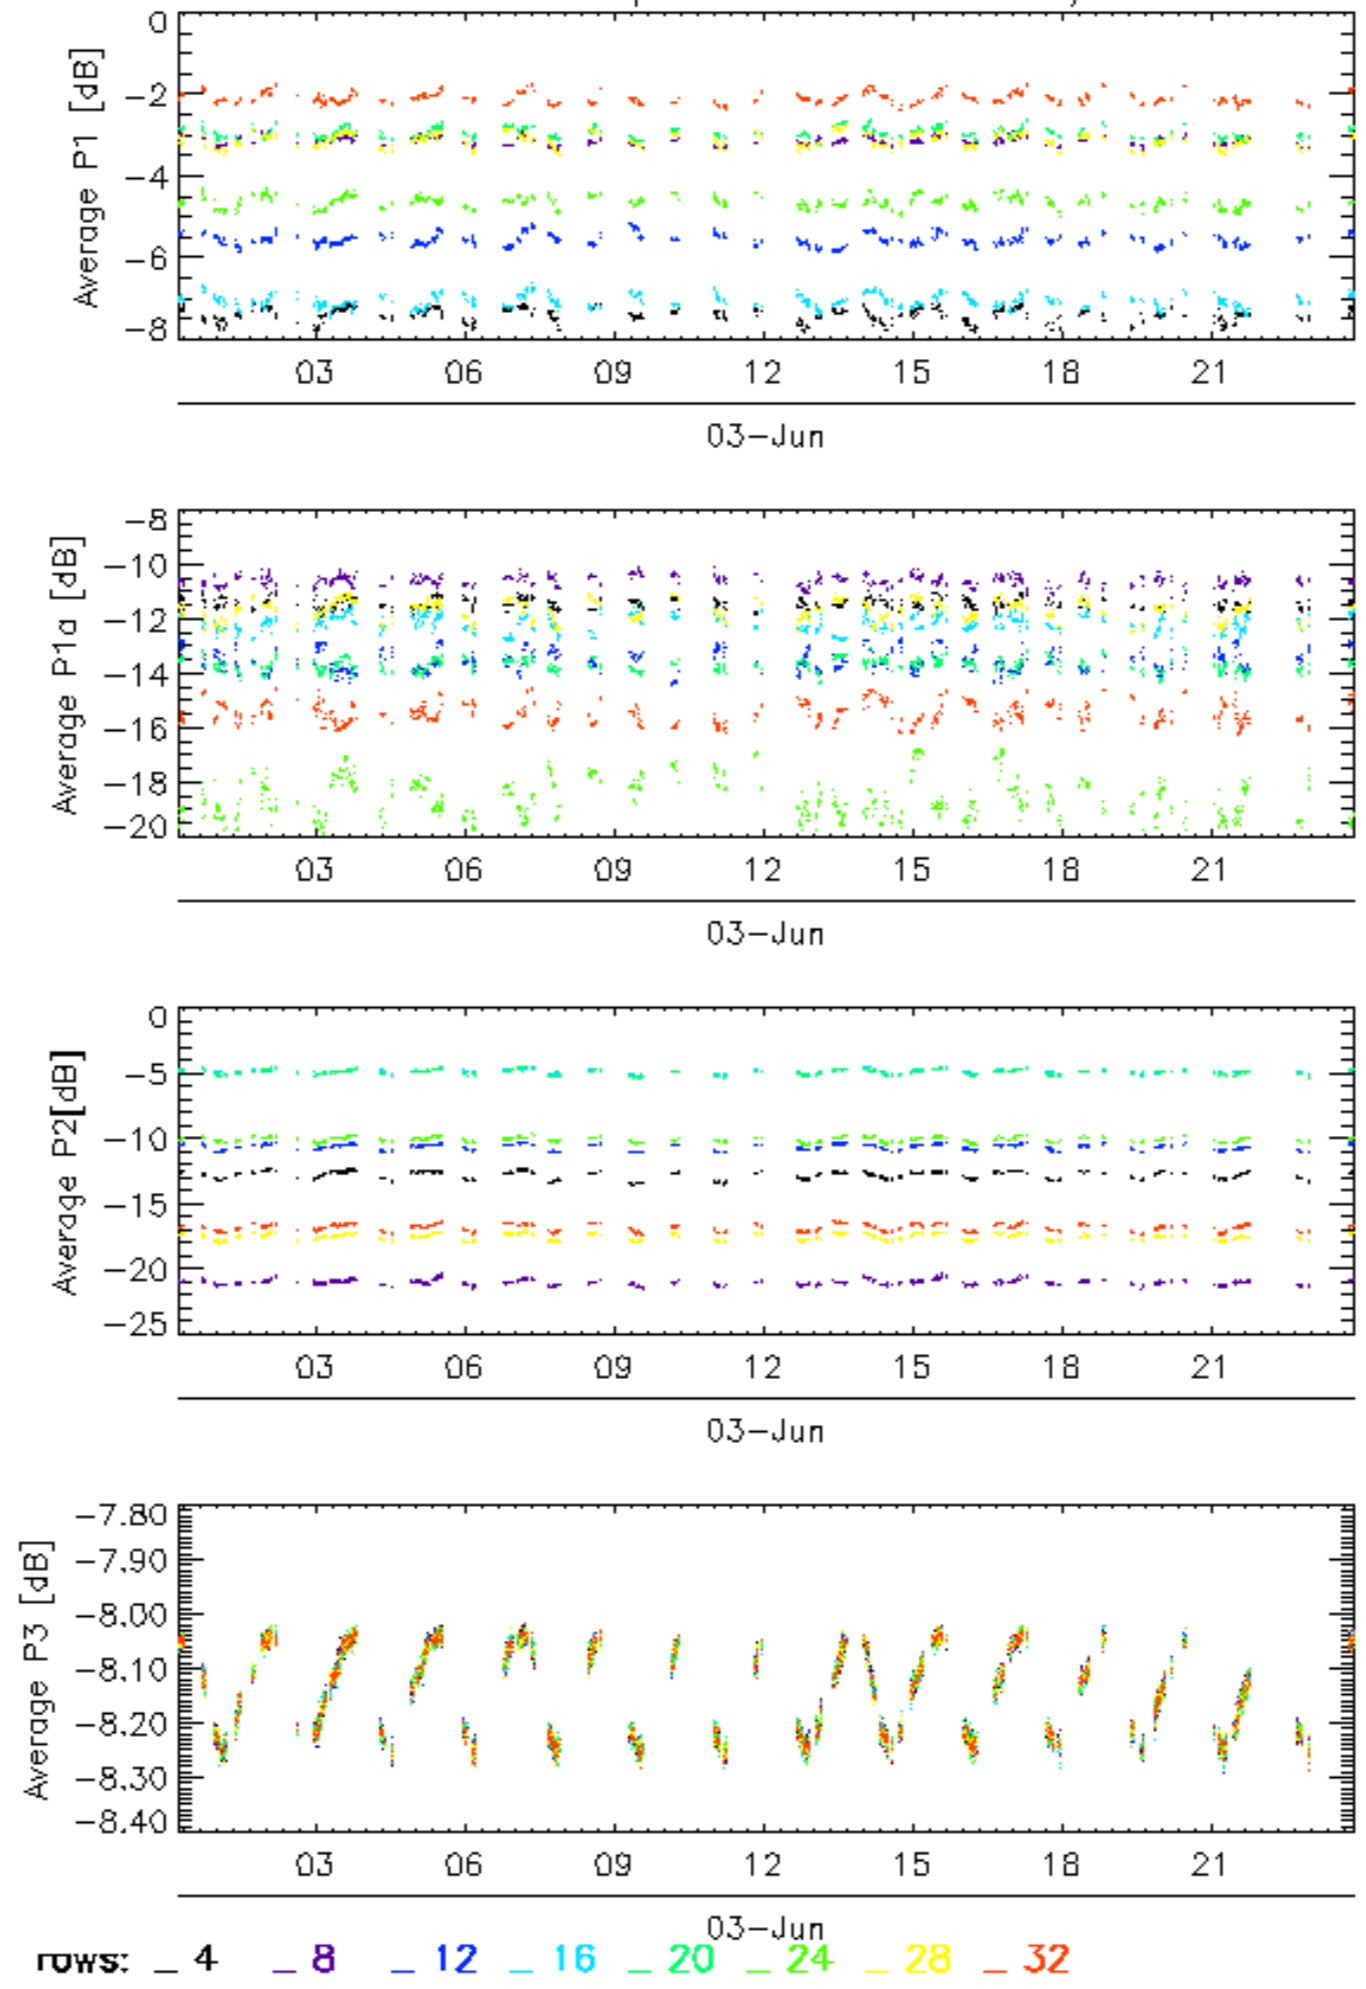 Average P1 [dB]
0
-2
-4
-6
-8
03 06 09 12 15 18 21
03-Jun
Average P1a [dB]
-8
-10
-12
-14
-16
-18
-20
03 06 09 12 15 18 21
03-Jun
Average P2[dB]
0
-5
-10
-15
-20
-25
03 06 09 12 15 18 21
03-Jun
Average P3 [dB]
-7.80
-7.90
-8.00
-8.10
-8.20
-8.30
-8.40
03 06 09 12 15 18 21
03-Jun
rows: _ 4 _ 8 _ 12 _ 16 _ 20 _ 24 _ 28 _ 32